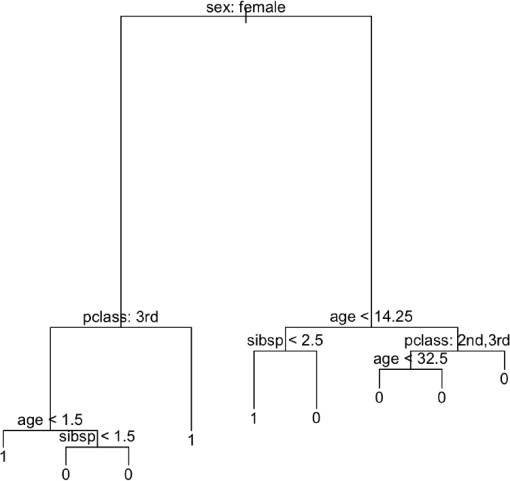 sex: female
pclass: 3rd
age < 14.25
sibsp < 2.5
pclass: 2nd,3rd
age < 32.5
0
0
0
1
0
age < 1.5
sibsp < 1.5
1
1
0
0